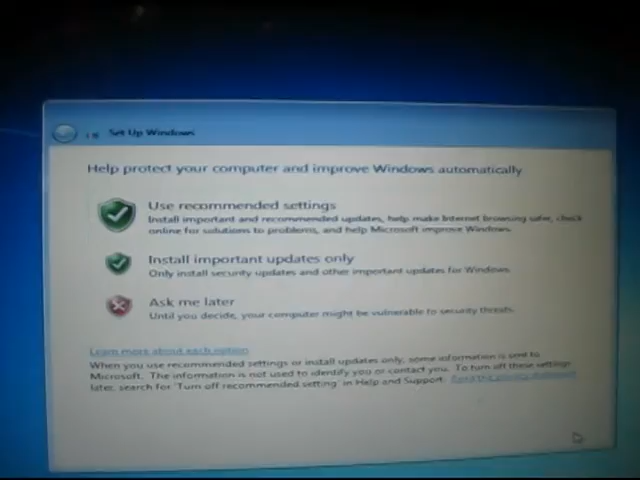 Set Up Windows
Help protect your computer and improve Windows automatically
Use recommended settings
Install important and recommended updates, help make Internet browsing safer, check
online for solutions to problems, and help Microsoft improve Windows.
Install important updates only
Only install security updates and other important updates for Windows.
Ask me later
Until you decide, your computer might be vulnerable to security threats.
Learn more about each option
When you use recommended settings or install updates only, some information is sent to
Microsoft. The information is not used to identify you or contact you. To turn off these settings
later, search for 'Turn off recommended setting' in Help and Support. Read the privacy statement